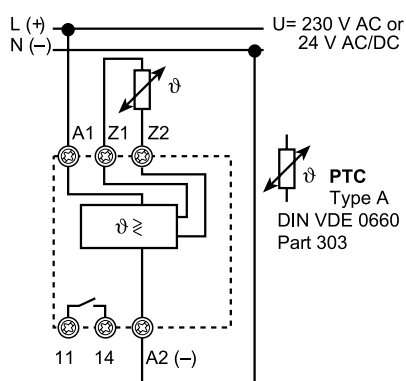 L (+)
U= 230 V AC or
N (–)
24 V AC/DC
ϑ
A1 Z1 Z2
ϑ PTC
Type A
DIN VDE 0660
Part 303
ϑ ≷
11 14 A2 (–)